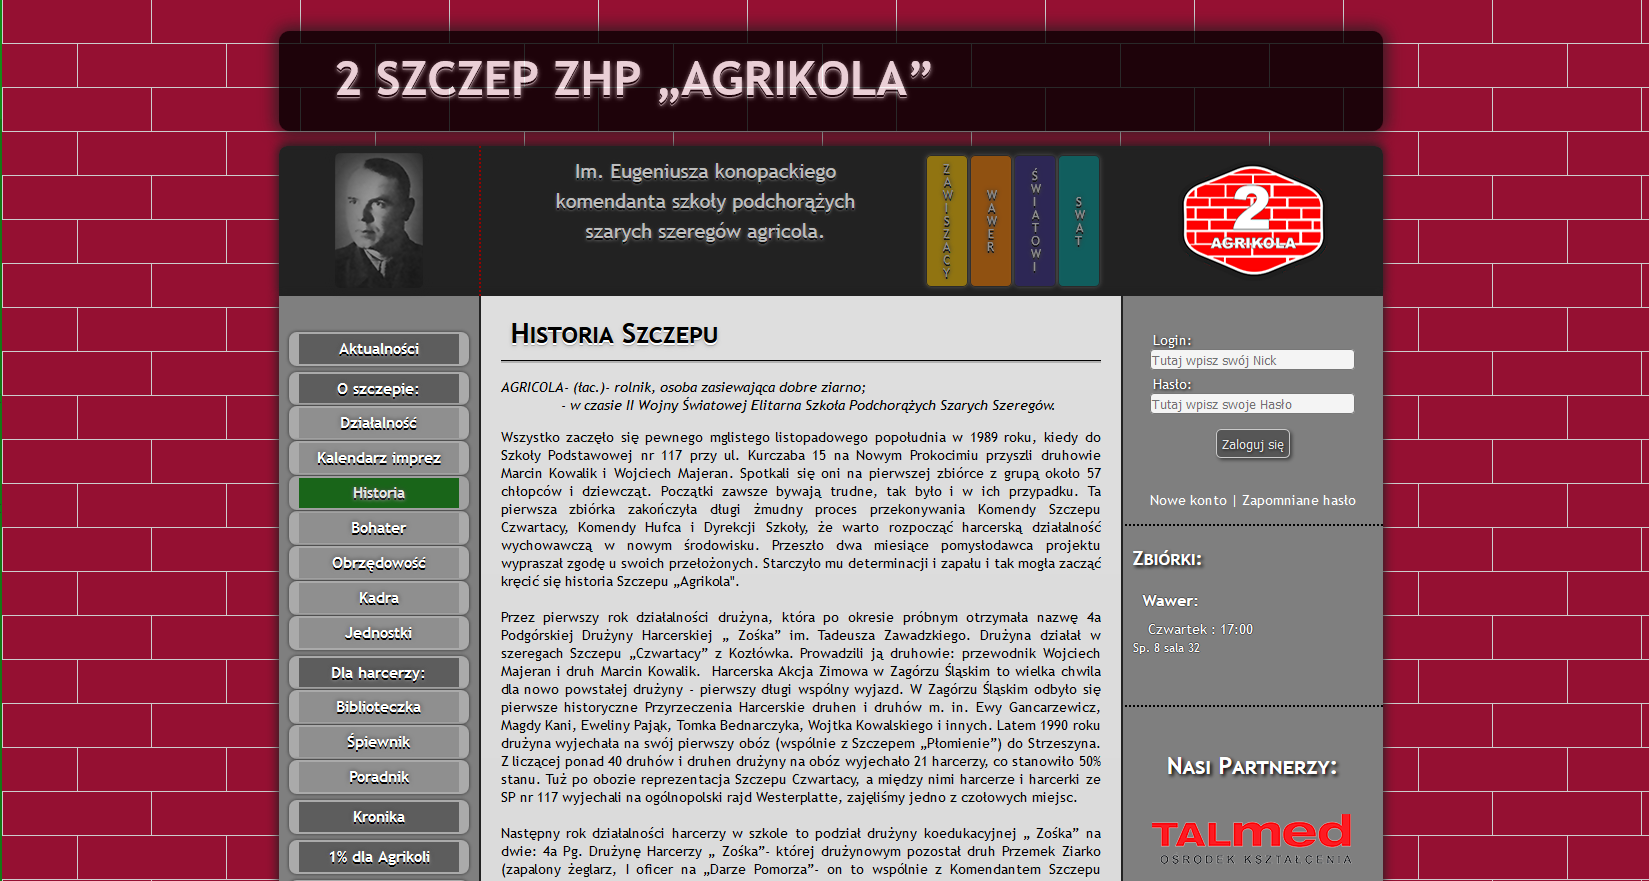 2 SZCZEP ZHP „AGRIKOLA”
Im. Eugeniusza konopackiego
komendanta szkoły podchorążych
szarych szeregów agricola.
ZAWISZACY
WAWER
ŚWIATOWI
SWAT
2
AGRIKOLA
Aktualności
O szczepie:
Działalność
Kalendarz imprez
Historia
Bohater
Obrzędowość
Kadra
Jednostki
Dla harcerzy:
Biblioteczka
Śpiewnik
Poradnik
Kronika
1% dla Agrikoli
Historia Szczepu
AGRICOLA- (łac.)- rolnik, osoba zasiewająca dobre ziarno;
- w czasie II Wojny Światowej Elitarna Szkoła Podchorążych Szarych Szeregów.
Wszystko zaczęło się pewnego mglistego listopadowego popołudnia w 1989 roku, kiedy do
Szkoły Podstawowej nr 117 przy ul. Kurczaba 15 na Nowym Prokocimiu przyszli druhowie
Marcin Kowalik i Wojciech Majeran. Spotkali się oni na pierwszej zbiórce z grupą około 57
chłopców i dziewcząt. Początki zawsze bywają trudne, tak było i w ich przypadku. Ta
pierwsza zbiórka zakończyła długi żmudny proces przekonywania Komendy Szczepu
Czwartacy, Komendy Hufca i Dyrekcji Szkoły, że warto rozpocząć harcerską działalność
wychowawczą w nowym środowisku. Przeszło dwa miesiące pomysłodawca projektu
wypraszał zgodę u swoich przełożonych. Starczyło mu determinacji i zapału i tak mogła zacząć
kręcić się historia Szczepu „Agrikola".
Przez pierwszy rok działalności drużyna, która po okresie próbnym otrzymała nazwę 4a
Podgórskiej Drużyny Harcerskiej „ Zośka” im. Tadeusza Zawadzkiego. Drużyna działał w
szeregach Szczepu „Czwartacy” z Kozłówka. Prowadzili ją druhowie: przewodnik Wojciech
Majeran i druh Marcin Kowalik. Harcerska Akcja Zimowa w Zagórzu Śląskim to wielka chwila
dla nowo powstałej drużyny - pierwszy długi wspólny wyjazd. W Zagórzu Śląskim odbyło się
pierwsze historyczne Przyrzeczenia Harcerskie druhen i druhów m. in. Ewy Gancarzewicz,
Magdy Kani, Eweliny Pająk, Tomka Bednarczyka, Wojtka Kowalskiego i innych. Latem 1990 roku
drużyna wyjechała na swój pierwszy obóz (wspólnie z Szczepem „Płomienie”) do Strzeszyna.
Z liczącej ponad 40 druhów i druhen drużyny na obóz wyjechało 21 harcerzy, co stanowiło 50%
stanu. Tuż po obozie reprezentacja Szczepu Czwartacy, a między nimi harcerze i harcerki ze
SP nr 117 wyjechali na ogólnopolski rajd Westerplatte, zajęliśmy jedno z czołowych miejsc.
Następny rok działalności harcerzy w szkole to podział drużyny koedukacyjnej „ Zośka” na
dwie: 4a Pg. Drużynę Harcerzy „ Zośka”- której drużynowym pozostał druh Przemek Ziarko
(zapalony żeglarz, I oficer na „Darze Pomorza”- on to wspólnie z Komendantem Szczepu
Login:
Tutaj wpisz swój Nick
Hasło:
Tutaj wpisz swoje Hasło
Zaloguj się
Nowe konto | Zapomniane hasło
Zbiórki:
Wawer:
Czwartek : 17:00
Sp. 8 sala 32
Nasi Partnerzy:
TALmed
OŚRODEK KSZTAŁCENIA